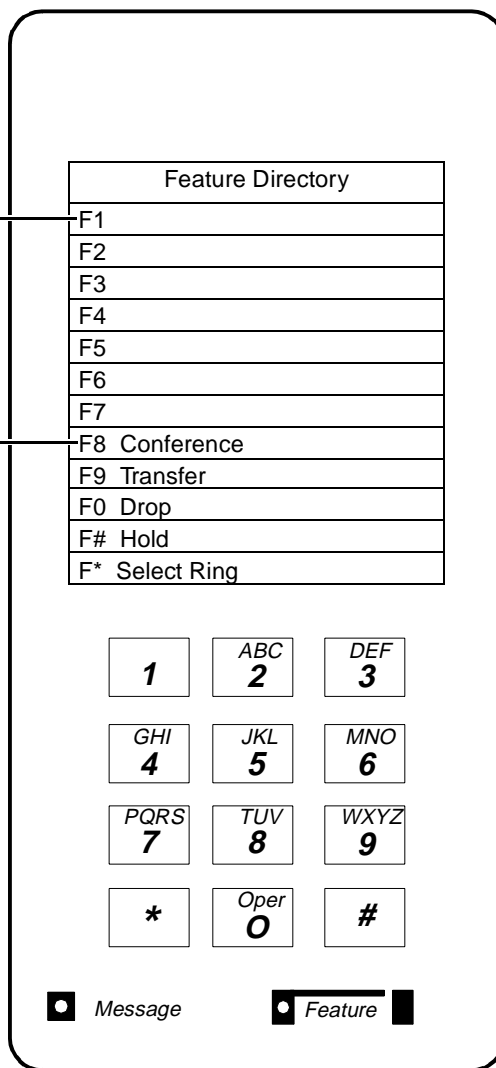 Feature Directory
F1
F2
F3
F4
F5
F6
F7
F8 Conference
F9 Transfer
F0 Drop
F# Hold
F* Select Ring
ABC DEF
1 2 3
GHI JKL MNO
4 5 6
PQRS TUV WXYZ
7 8 9
Oper
* O #
Message Feature